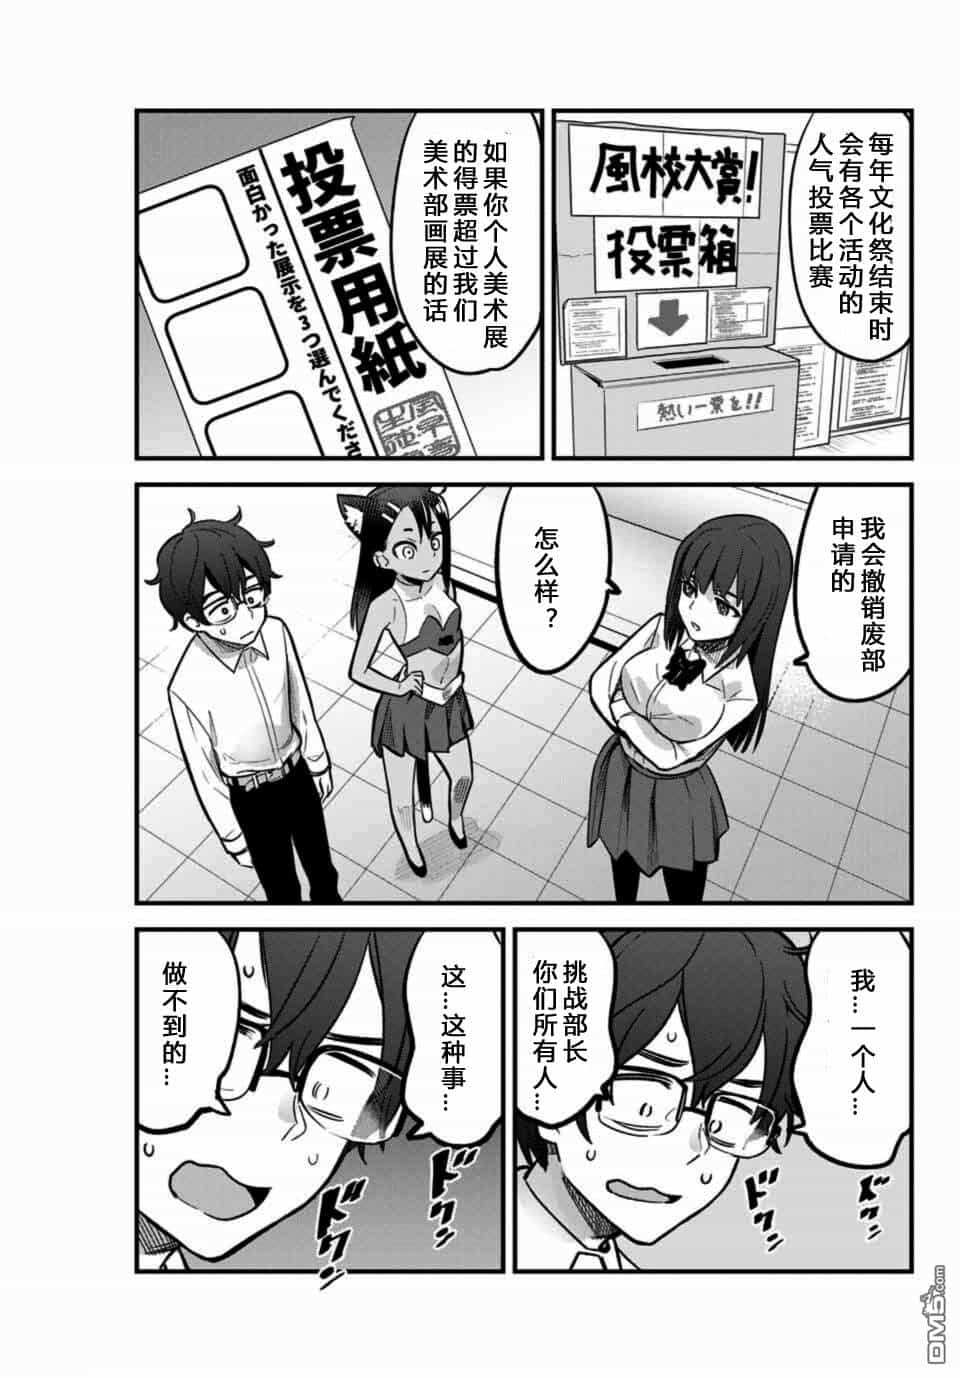 每年文化祭结束时
会有各个活动的
人气投票比赛
風校大賞!
投票箱
熱い一票を!!
如果你个人美术展
的得票超过我们
美术部画展的话
投票用紙
面白かった展示を3つ選んでくださ
我会撤销废部
申请的
怎么样？
我…一个人…
挑战部长
你们所有人…
ドクン
ドクン
这…这种事…
做不到的…
ドクン
ドクン
DM5.com